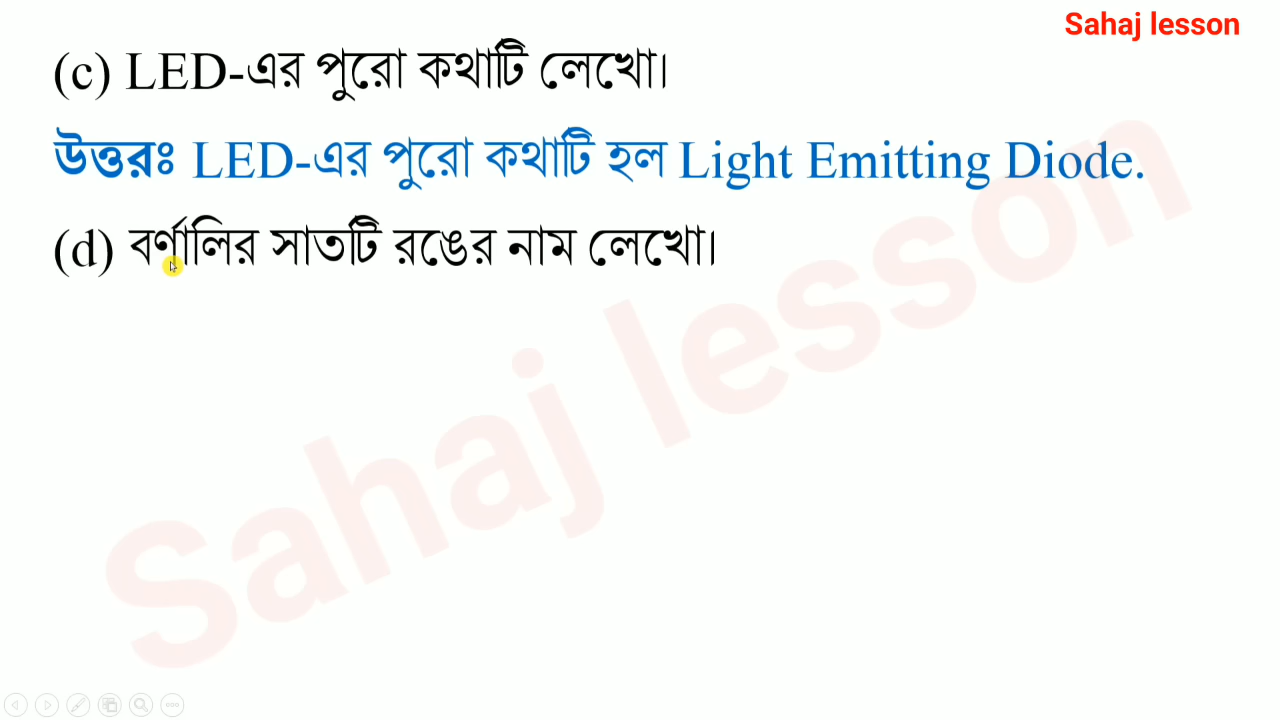 Sahaj lesson
(c) LED-এর পুরো কথাটি লেখো।
উত্তরঃ LED-এর পুরো কথাটি হল Light Emitting Diode.
(d) বর্ণালির সাতটি রঙের নাম লেখো।
Sahaj lesson